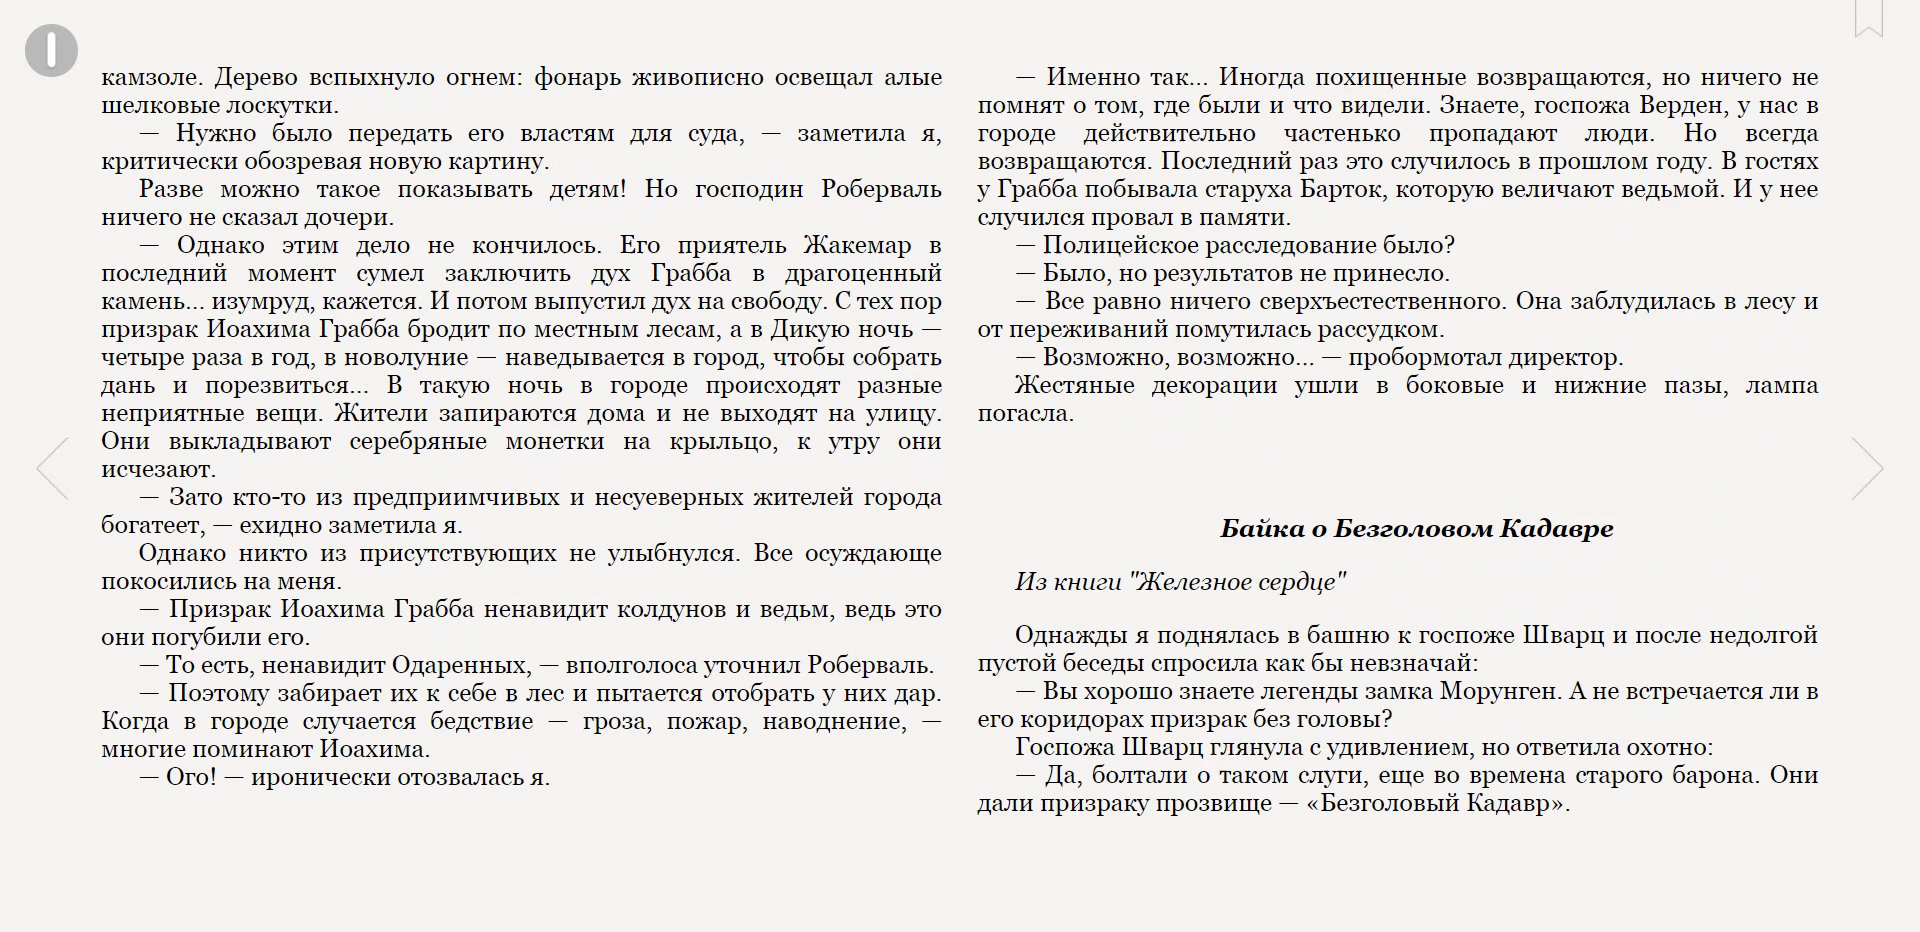 камзоле. Дерево вспыхнуло огнем: фонарь живописно освещал алые
шелковые лоскутки.
— Нужно было передать его властям для суда, — заметила я,
критически обозревая новую картину.
Разве можно такое показывать детям! Но господин Роберваль
ничего не сказал дочери.
— Однако этим дело не кончилось. Его приятель Жакемар в
последний момент сумел заключить дух Грабба в драгоценный
камень... изумруд, кажется. И потом выпустил дух на свободу. С тех пор
призрак Иоахима Грабба бродит по местным лесам, а в Дикую ночь —
четыре раза в год, в новолуние — наведывается в город, чтобы собрать
дань и порезвиться... В такую ночь в городе происходят разные
неприятные вещи. Жители запираются дома и не выходят на улицу.
Они выкладывают серебряные монетки на крыльцо, к утру они
исчезают.
— Зато кто-то из предприимчивых и несуеверных жителей города
богатеет, — ехидно заметила я.
Однако никто из присутствующих не улыбнулся. Все осуждающе
покосились на меня.
— Призрак Иоахима Грабба ненавидит колдунов и ведьм, ведь это
они погубили его.
— То есть, ненавидит Одаренных, — вполголоса уточнил Роберваль.
— Поэтому забирает их к себе в лес и пытается отобрать у них дар.
Когда в городе случается бедствие — гроза, пожар, наводнение, —
многие поминают Иоахима.
— Ого! — иронически отозвалась я.
— Именно так... Иногда похищенные возвращаются, но ничего не
помнят о том, где были и что видели. Знаете, госпожа Верден, у нас в
городе действительно частенько пропадают люди. Но всегда
возвращаются. Последний раз это случилось в прошлом году. В гостях
у Грабба побывала старуха Барток, которую величают ведьмой. И у нее
случился провал в памяти.
— Полицейское расследование было?
— Было, но результатов не принесло.
— Все равно ничего сверхъестественного. Она заблудилась в лесу и
от переживаний помутилась рассудком.
— Возможно, возможно... — пробормотал директор.
Жестяные декорации ушли в боковые и нижние пазы, лампа
погасла.
Байка о Безголовом Кадавре
Из книги "Железное сердце"
Однажды я поднялась в башню к госпоже Шварц и после недолгой
пустой беседы спросила как бы невзначай:
— Вы хорошо знаете легенды замка Морунген. А не встречается ли в
его коридорах призрак без головы?
Госпожа Шварц глянула с удивлением, но ответила охотно:
— Да, болтали о таком слуги, еще во времена старого барона. Они
дали призраку прозвище — «Безголовый Кадавр».